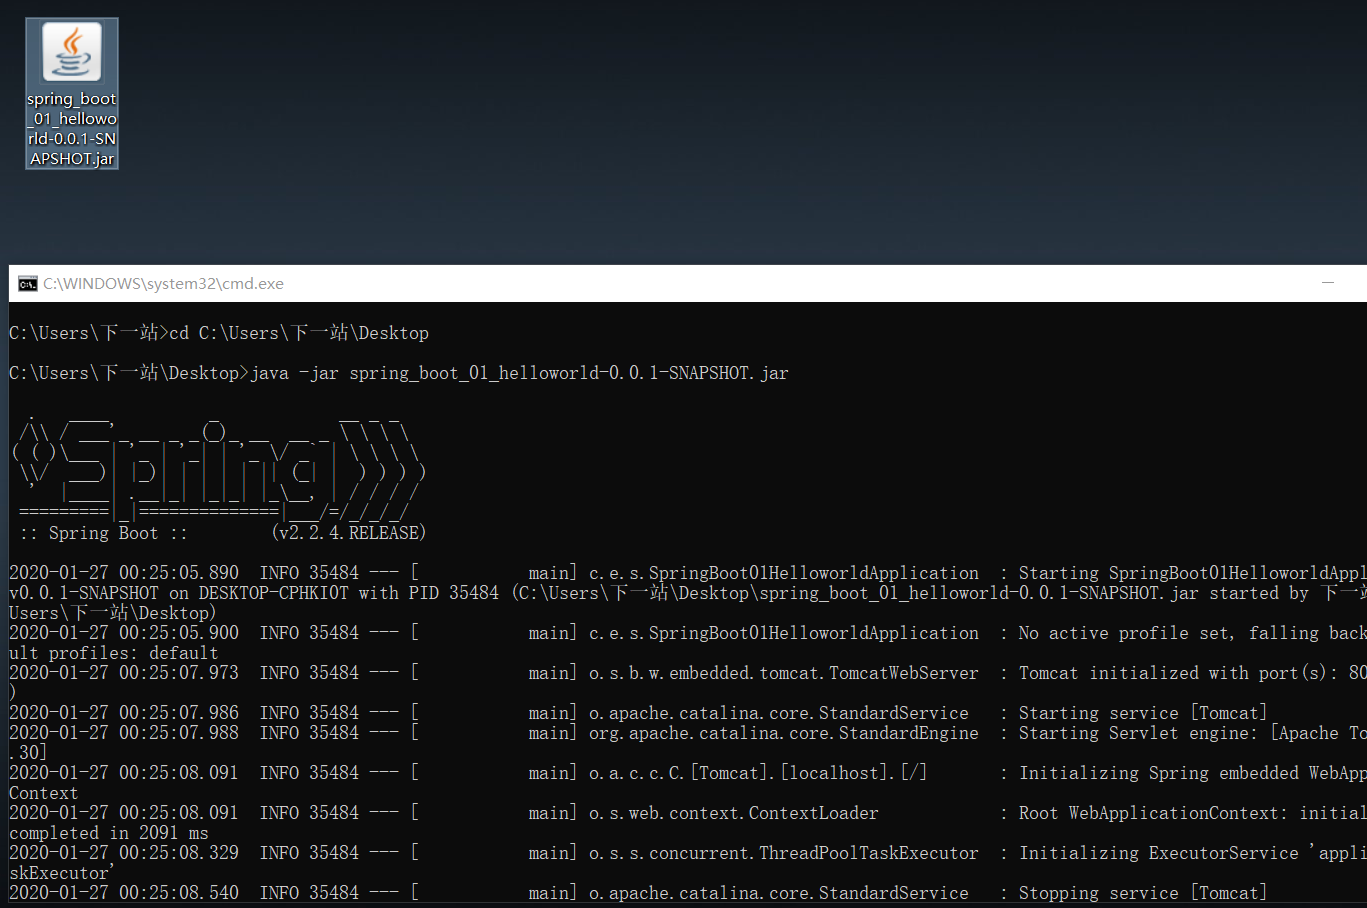 spring_boot
_01_hellowo
rld-0.0.1-SN
APSHOT.jar
C:\WINDOWS\system32\cmd.exe
C:\Users\下一站>cd C:\Users\下一站\Desktop
C:\Users\下一站\Desktop>java -jar spring_boot_01_helloworld-0.0.1-SNAPSHOT.jar
Spring
:: Spring Boot ::        (v2.2.4.RELEASE)
2020-01-27 00:25:05.890  INFO 35484 --- [           main] c.e.s.SpringBoot01HelloworldApplication  : Starting SpringBoot01HelloworldAppl
v0.0.1-SNAPSHOT on DESKTOP-CPHKI0T with PID 35484 (C:\Users\下一站\Desktop\spring_boot_01_helloworld-0.0.1-SNAPSHOT.jar started by 下一站
Users\下一站\Desktop)
2020-01-27 00:25:05.900  INFO 35484 --- [           main] c.e.s.SpringBoot01HelloworldApplication  : No active profile set, falling back
ult profiles: default
2020-01-27 00:25:07.973  INFO 35484 --- [           main] o.s.b.w.embedded.tomcat.TomcatWebServer  : Tomcat initialized with port(s): 80
)
2020-01-27 00:25:07.986  INFO 35484 --- [           main] o.apache.catalina.core.StandardService   : Starting service [Tomcat]
2020-01-27 00:25:07.988  INFO 35484 --- [           main] org.apache.catalina.core.StandardEngine  : Starting Servlet engine: [Apache To
.30]
2020-01-27 00:25:08.091  INFO 35484 --- [           main] o.a.c.c.C.[Tomcat].[localhost].[/]       : Initializing Spring embedded WebApp
Context
2020-01-27 00:25:08.091  INFO 35484 --- [           main] o.s.web.context.ContextLoader            : Root WebApplicationContext: initial
completed in 2091 ms
2020-01-27 00:25:08.329  INFO 35484 --- [           main] o.s.s.concurrent.ThreadPoolTaskExecutor  : Initializing ExecutorService 'appli
skExecutor'
2020-01-27 00:25:08.540  INFO 35484 --- [           main] o.apache.catalina.core.StandardService   : Stopping service [Tomcat]